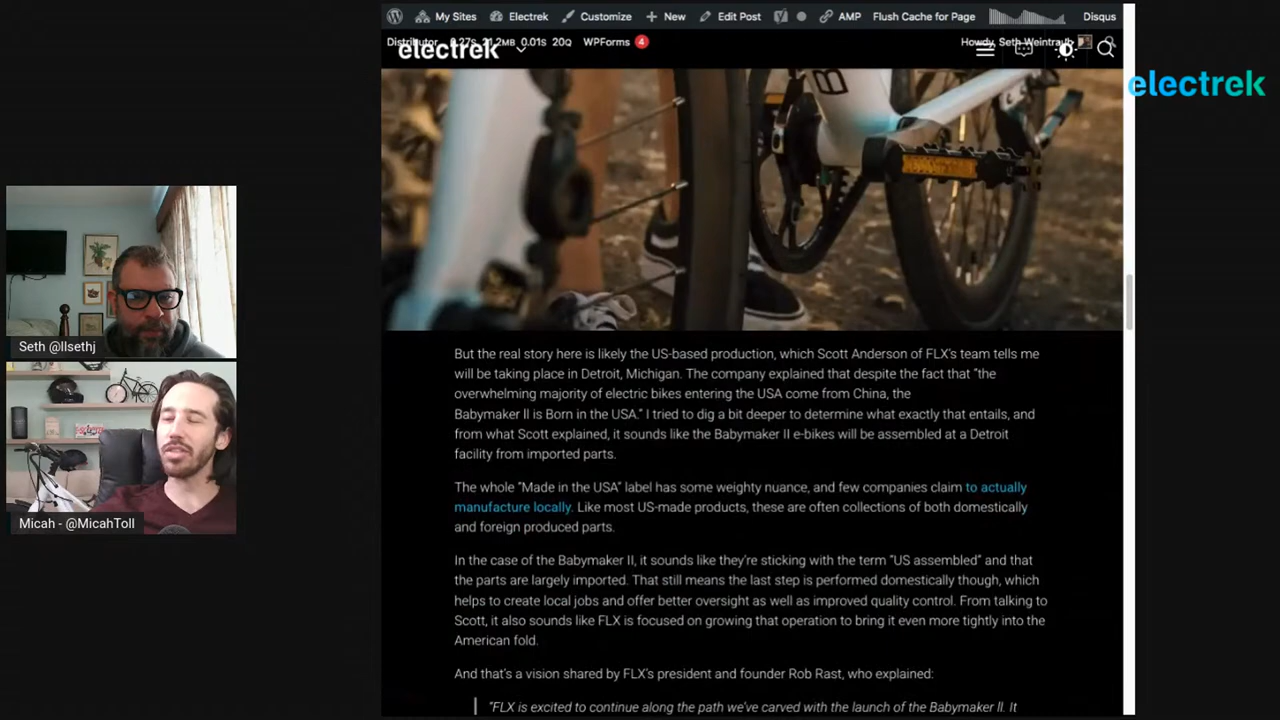 My Sites Electrek Customize + New Edit Post AMP Flush Cache for Page Disqus
Distributor 0.27s 21.2MB 0.01s 20Q WPForms 4 Howdy, Seth Weintraub
electrek
electrek
Seth @llsethj
Micah - @MicahToll
But the real story here is likely the US-based production, which Scott Anderson of FLX's team tells me
will be taking place in Detroit, Michigan. The company explained that despite the fact that "the
overwhelming majority of electric bikes entering the USA come from China, the
Babymaker II is Born in the USA." I tried to dig a bit deeper to determine what exactly that entails, and
from what Scott explained, it sounds like the Babymaker II e-bikes will be assembled at a Detroit
facility from imported parts.
The whole "Made in the USA" label has some weighty nuance, and few companies claim to actually
manufacture locally. Like most US-made products, these are often collections of both domestically
and foreign produced parts.
In the case of the Babymaker II, it sounds like they're sticking with the term "US assembled" and that
the parts are largely imported. That still means the last step is performed domestically though, which
helps to create local jobs and offer better oversight as well as improved quality control. From talking to
Scott, it also sounds like FLX is focused on growing that operation to bring it even more tightly into the
American fold.
And that's a vision shared by FLX's president and founder Rob Rast, who explained:
"FLX is excited to continue along the path we've carved with the launch of the Babymaker II. It